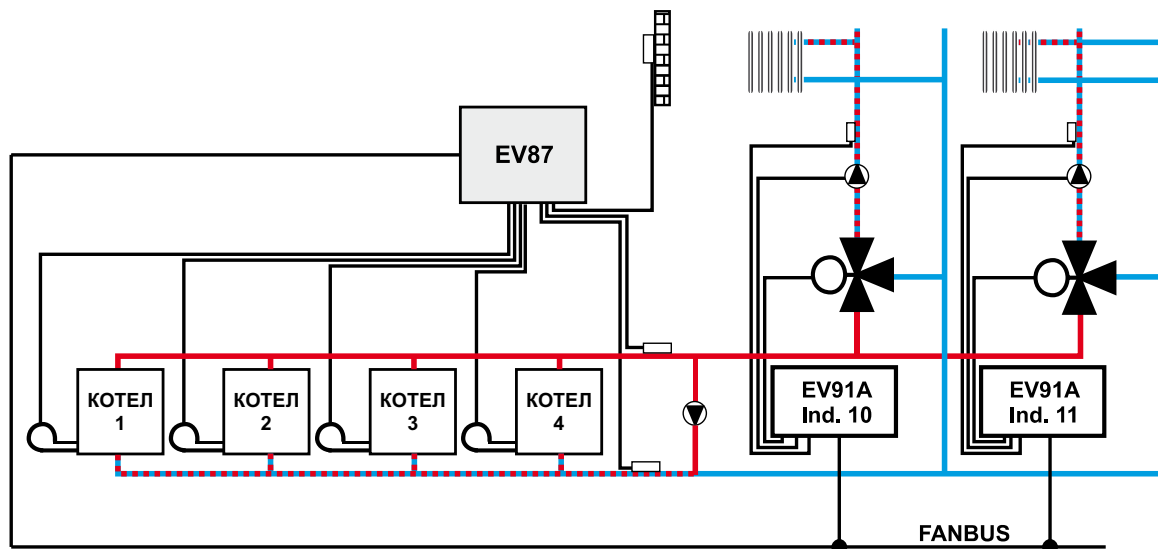 EV87
КОТЕЛ
1
КОТЕЛ
2
КОТЕЛ
3
КОТЕЛ
4
EV91A
Ind. 10
EV91A
Ind. 11
FANBUS